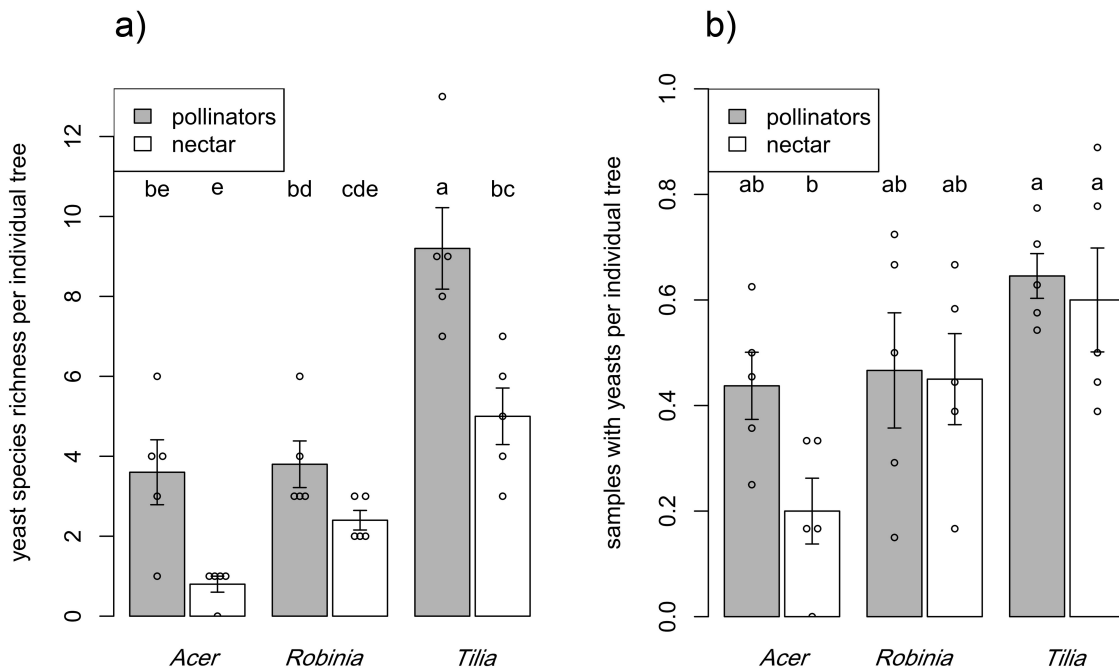 a)
yeast species richness per individual tree
0 2 4 6 8 10 12
pollinators
nectar
be e bd cde a bc
Acer Robinia Tilia
b)
samples with yeasts per individual tree
0.0 0.2 0.4 0.6 0.8 1.0
pollinators
nectar
ab b ab ab a a
Acer Robinia Tilia